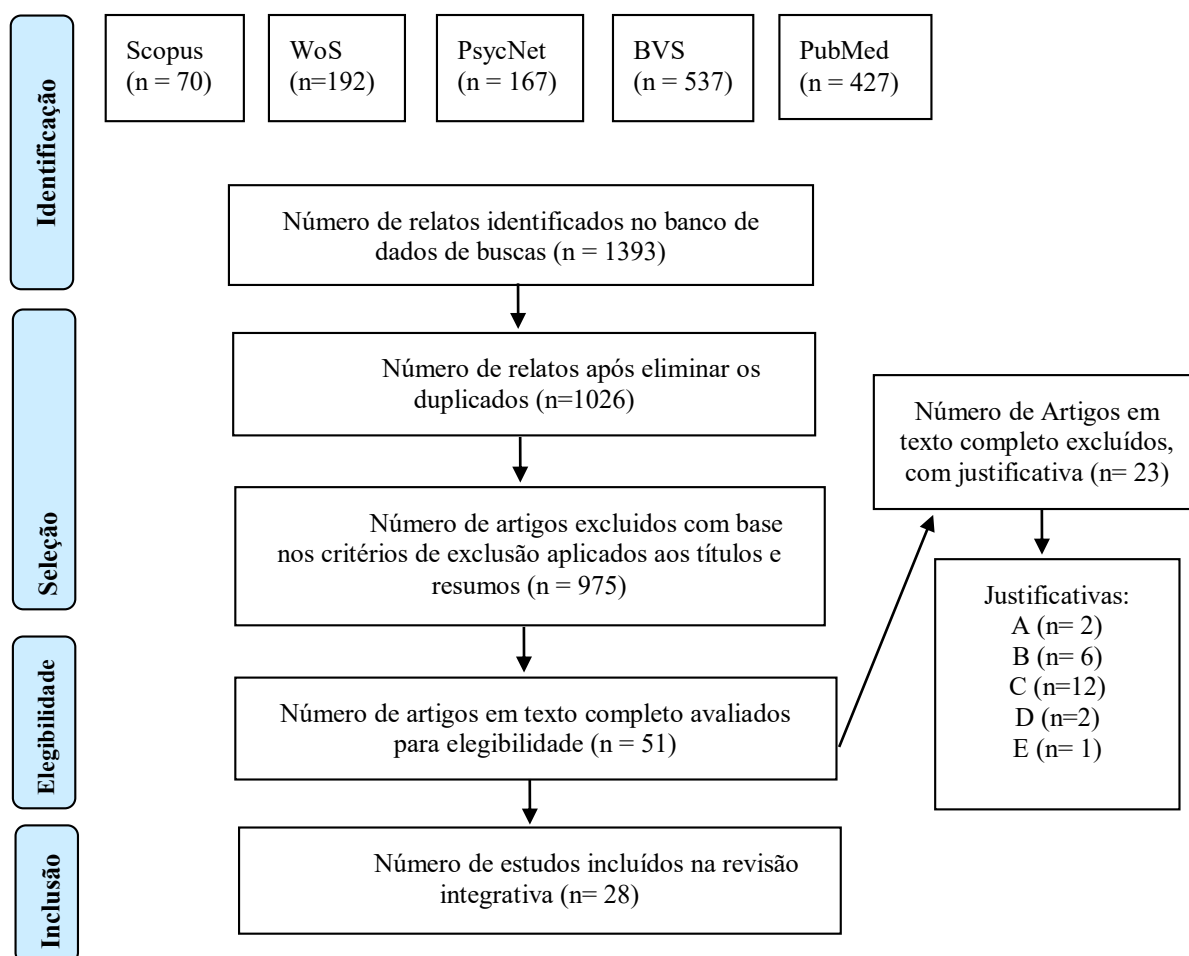 Identificação
Scopus
(n = 70)
WoS
(n=192)
PsycNet
(n = 167)
BVS
(n = 537)
PubMed
(n = 427)
Número de relatos identificados no banco de
dados de buscas (n = 1393)
Seleção
Número de relatos após eliminar os
duplicados (n=1026)
Número de artigos excluidos com base
nos critérios de exclusão aplicados aos títulos e
resumos (n = 975)
Número de Artigos em
texto completo excluídos,
com justificativa (n= 23)
Justificativas:
A (n= 2)
B (n= 6)
C (n=12)
D (n=2)
E (n= 1)
Elegibilidade
Número de artigos em texto completo avaliados
para elegibilidade (n = 51)
Inclusão
Número de estudos incluídos na revisão
integrativa (n= 28)